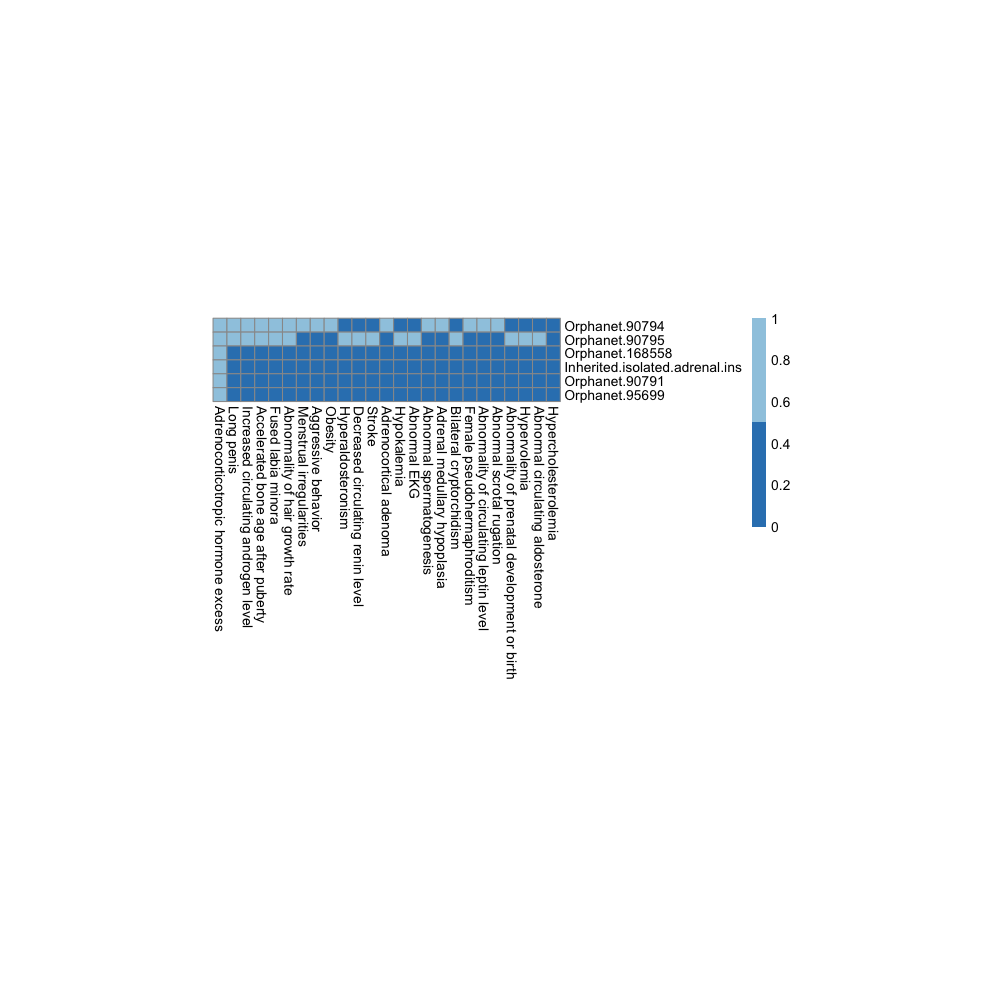 Orphanet.90794
Orphanet.90795
Orphanet.168558
Inherited.isolated.adrenal.ins
Orphanet.90791
Orphanet.95699
1
0.8
0.6
0.4
0.2
0
Adrenocorticotropic hormone excess
Long penis
Increased circulating androgen level
Accelerated bone age after puberty
Fused labia minora
Abnormality of hair growth rate
Menstrual irregularities
Aggressive behavior
Obesity
Hyperaldosteronism
Decreased circulating renin level
Stroke
Adrenocortical adenoma
Hypokalemia
Abnormal EKG
Abnormal spermatogenesis
Adrenal medullary hypoplasia
Bilateral cryptorchidism
Female pseudohermaphroditism
Abnormality of circulating leptin level
Abnormal scrotal rugation
Abnormality of prenatal development or birth
Hypervolemia
Abnormal circulating aldosterone
Hypercholesterolemia